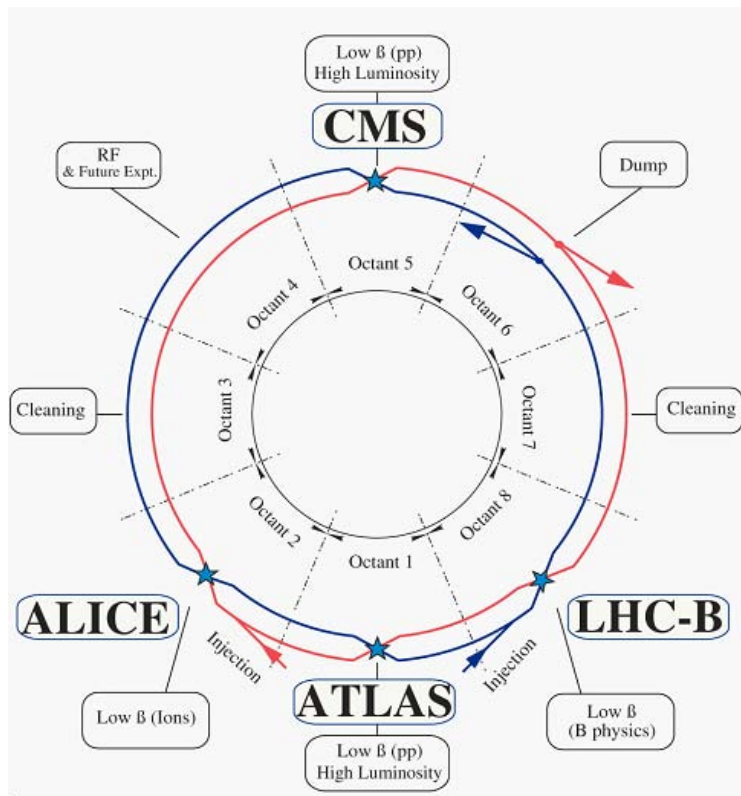 Low ß (pp)
High Luminosity
CMS
RF
& Future Expt.
Dump
Octant 5
Octant 4
Octant 6
Cleaning
Octant 3
Octant 7
Cleaning
Octant 2
Octant 8
Octant 1
ALICE
LHC-B
Injection
Injection
ATLAS
Low ß (Ions)
Low ß
(B physics)
Low ß (pp)
High Luminosity